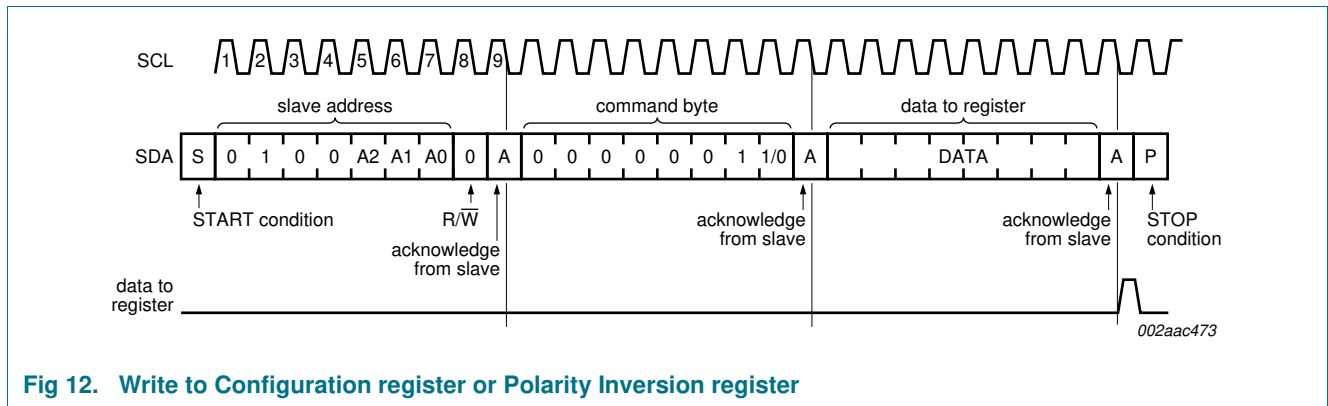 SCL 1 2 3 4 5 6 7 8 9
slave address command byte data to register
SDA S 0 1 0 0 A2 A1 A0 0 A 0 0 0 0 0 0 1 1/0 A DATA A P
START condition R/W̅ acknowledge from slave acknowledge from slave acknowledge from slave STOP condition
data to register
002aac473
Fig 12. Write to Configuration register or Polarity Inversion register